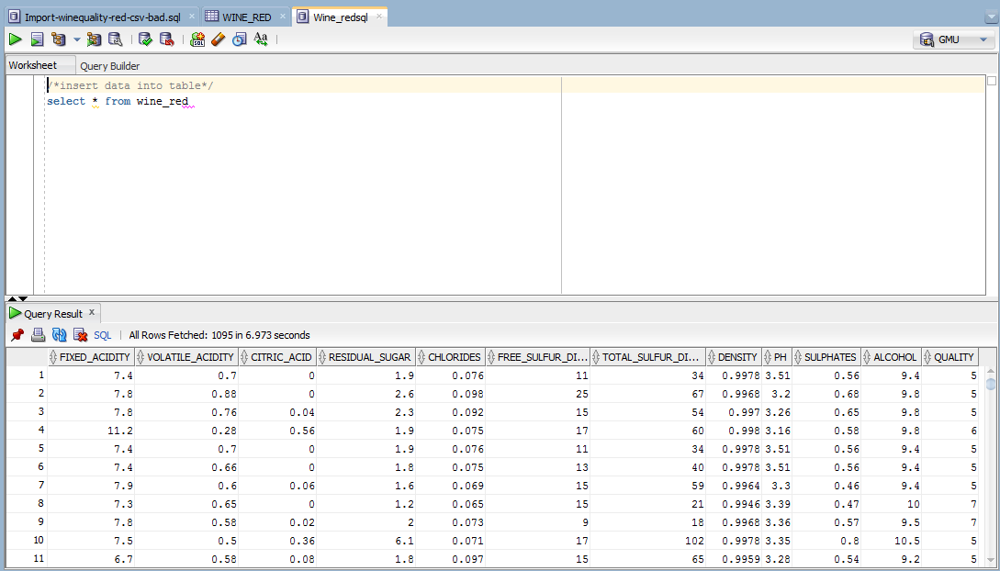 Import-winequality-red-csv-bad.sql WINE_RED Wine_redsql
GMU
Worksheet Query Builder
/*insert data into table*/
select * from wine_red
Query Result
SQL All Rows Fetched: 1095 in 6.973 seconds
FIXED_ACIDITY VOLATILE_ACIDITY CITRIC_ACID RESIDUAL_SUGAR CHLORIDES FREE_SULFUR_DI... TOTAL_SULFUR_DI... DENSITY PH SULPHATES ALCOHOL QUALITY
1 7.4 0.7 0 1.9 0.076 11 34 0.9978 3.51 0.56 9.4 5
2 7.8 0.88 0 2.6 0.098 25 67 0.9968 3.2 0.68 9.8 5
3 7.8 0.76 0.04 2.3 0.092 15 54 0.997 3.26 0.65 9.8 5
4 11.2 0.28 0.56 1.9 0.075 17 60 0.998 3.16 0.58 9.8 6
5 7.4 0.7 0 1.9 0.076 11 34 0.9978 3.51 0.56 9.4 5
6 7.4 0.66 0 1.8 0.075 13 40 0.9978 3.51 0.56 9.4 5
7 7.9 0.6 0.06 1.6 0.069 15 59 0.9964 3.3 0.46 9.4 5
8 7.3 0.65 0 1.2 0.065 15 21 0.9946 3.39 0.47 10 7
9 7.8 0.58 0.02 2 0.073 9 18 0.9968 3.36 0.57 9.5 7
10 7.5 0.5 0.36 6.1 0.071 17 102 0.9978 3.35 0.8 10.5 5
11 6.7 0.58 0.08 1.8 0.097 15 65 0.9959 3.28 0.54 9.2 5